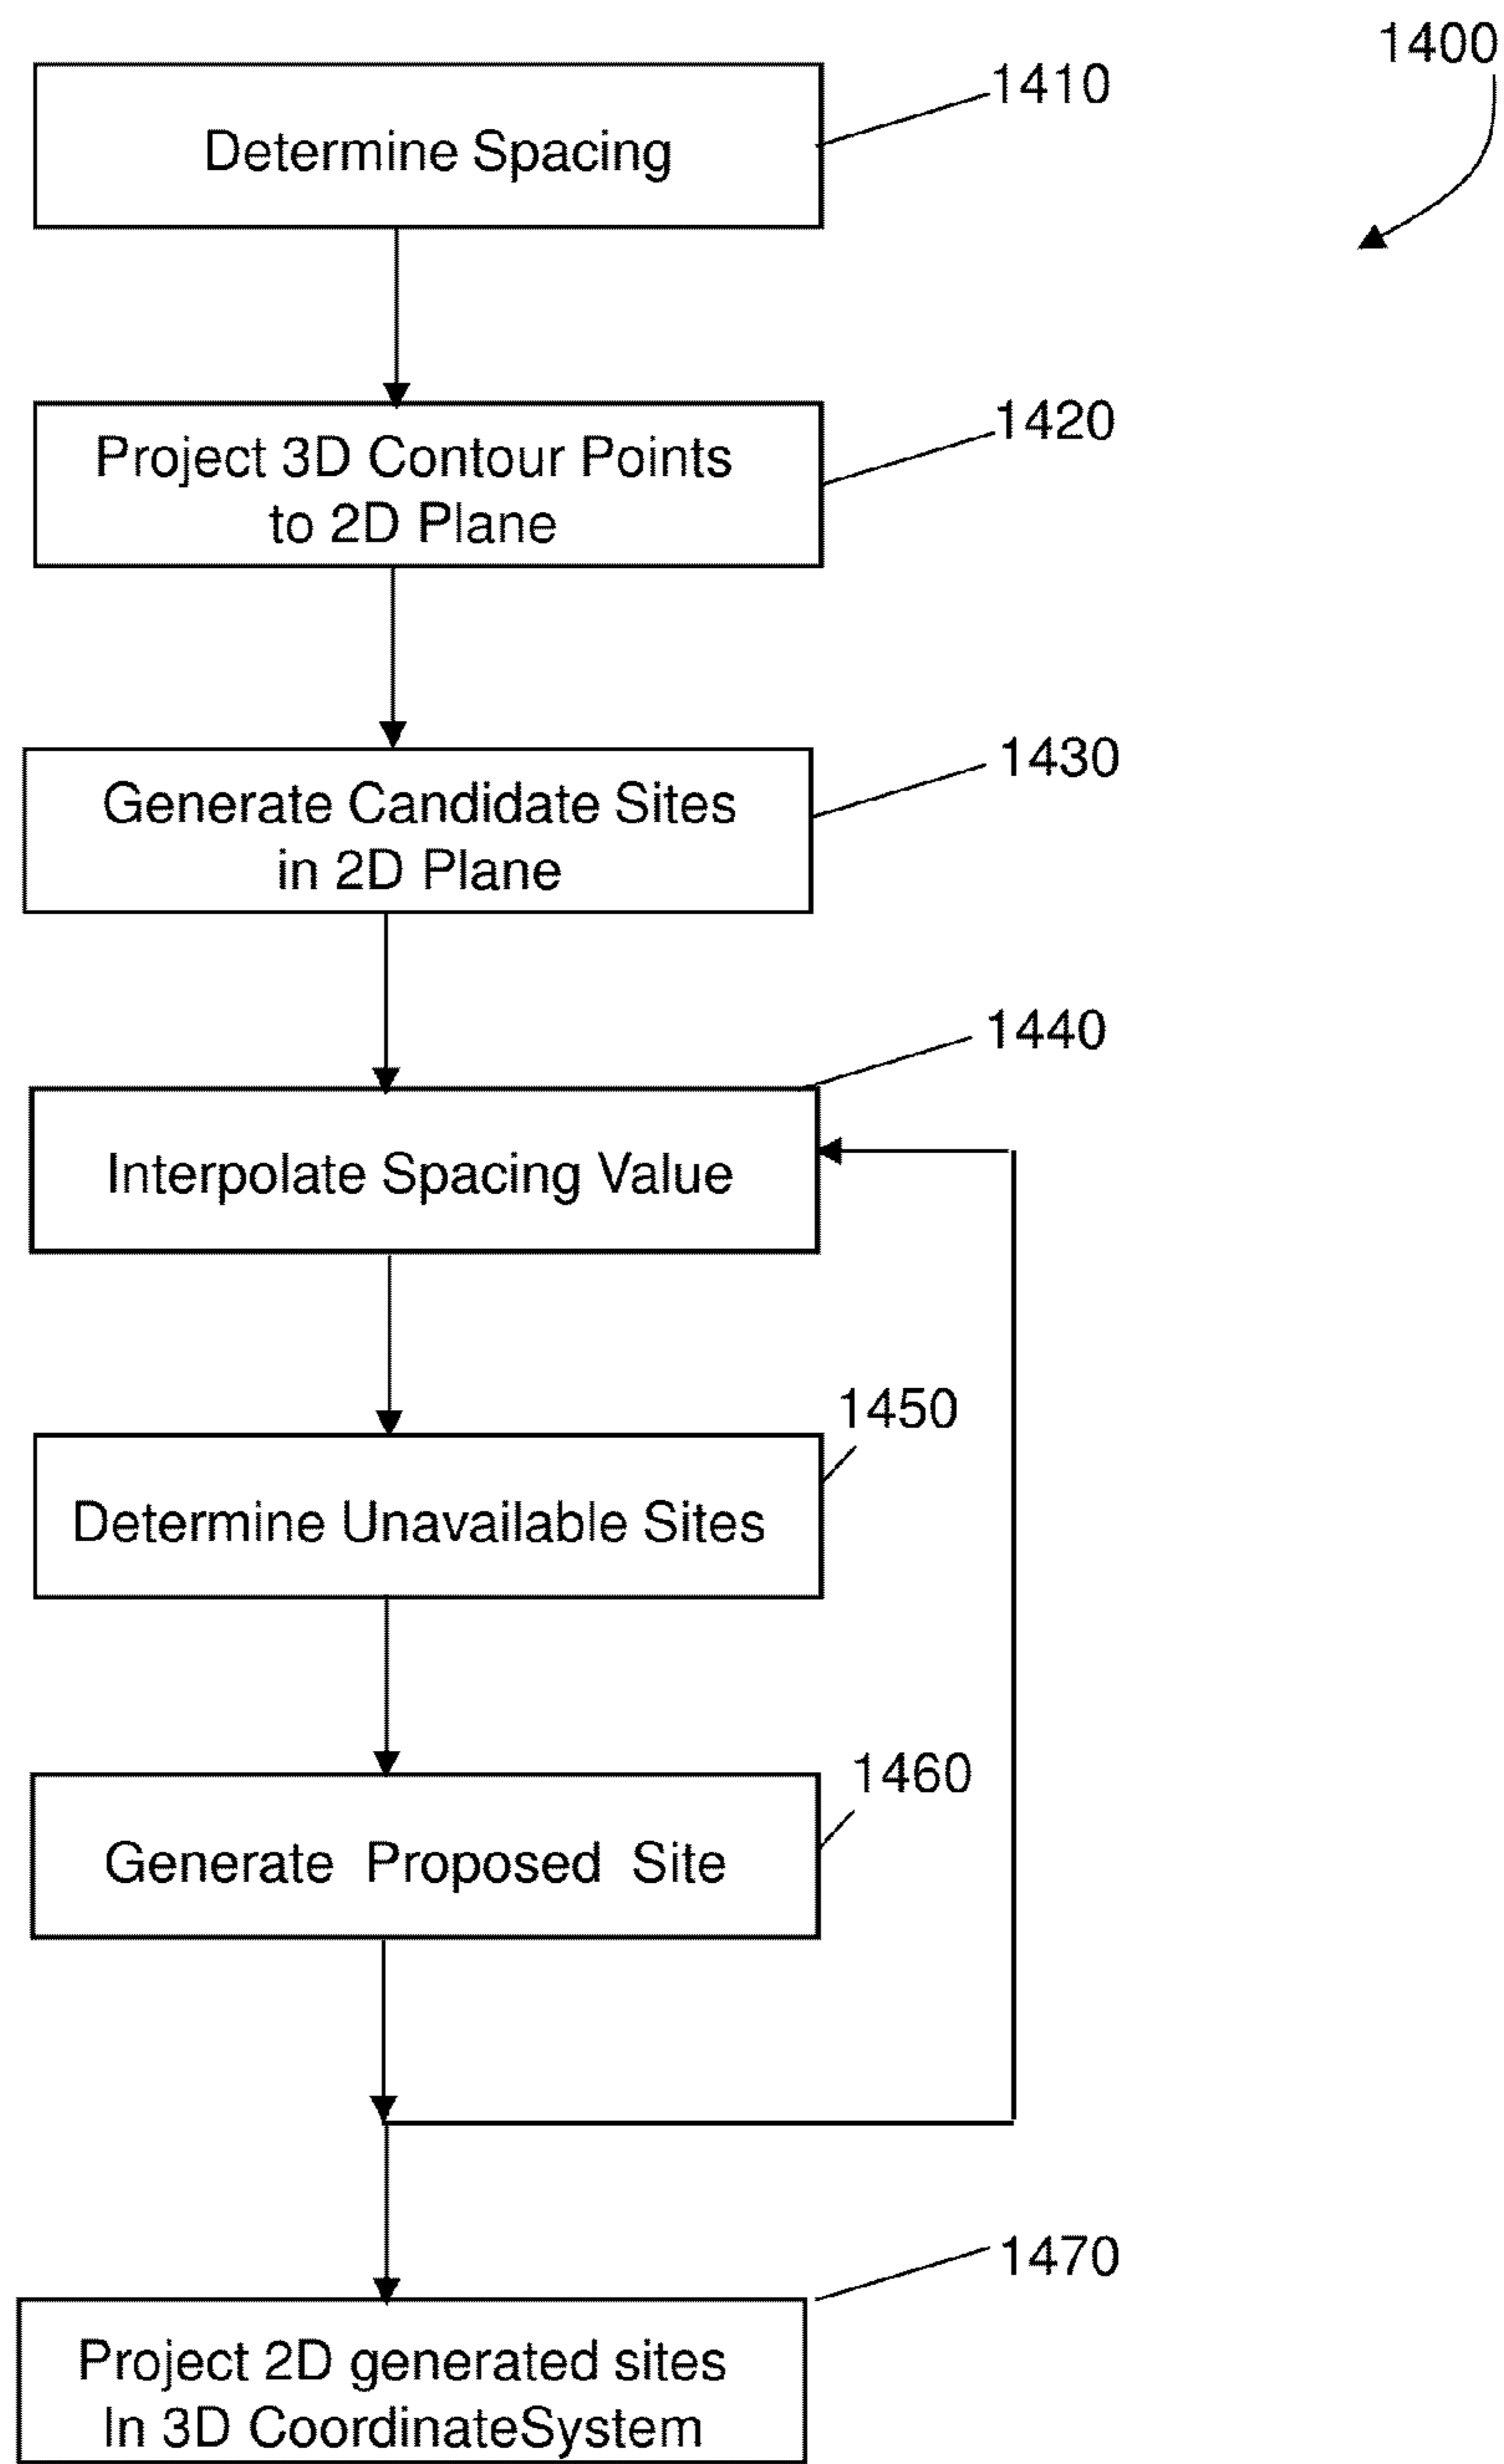 1400
1410
Determine Spacing
1420
Project 3D Contour Points
to 2D Plane
1430
Generate Candidate Sites
in 2D Plane
1440
Interpolate Spacing Value
1450
Determine Unavailable Sites
1460
Generate Proposed Site
1470
Project 2D generated sites
In 3D CoordinateSystem